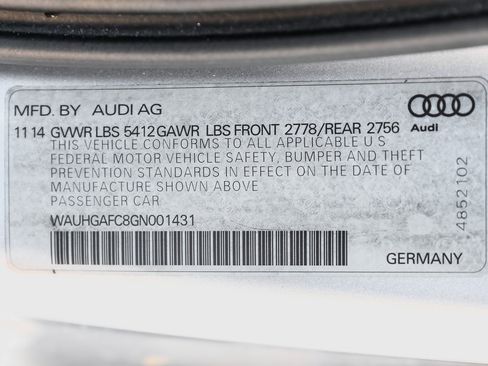 MFD. BY AUDI AG
11 14 GVWR LBS 5412 GAWR LBS FRONT 2778/REAR 2756
Audi
THIS VEHICLE CONFORMS TO ALL APPLICABLE U S
FEDERAL MOTOR VEHICLE SAFETY, BUMPER AND THEFT
PREVENTION STANDARDS IN EFFECT ON THE DATE OF
MANUFACTURE SHOWN ABOVE
PASSENGER CAR
WAUHGAFC8GN001431
4852102
GERMANY